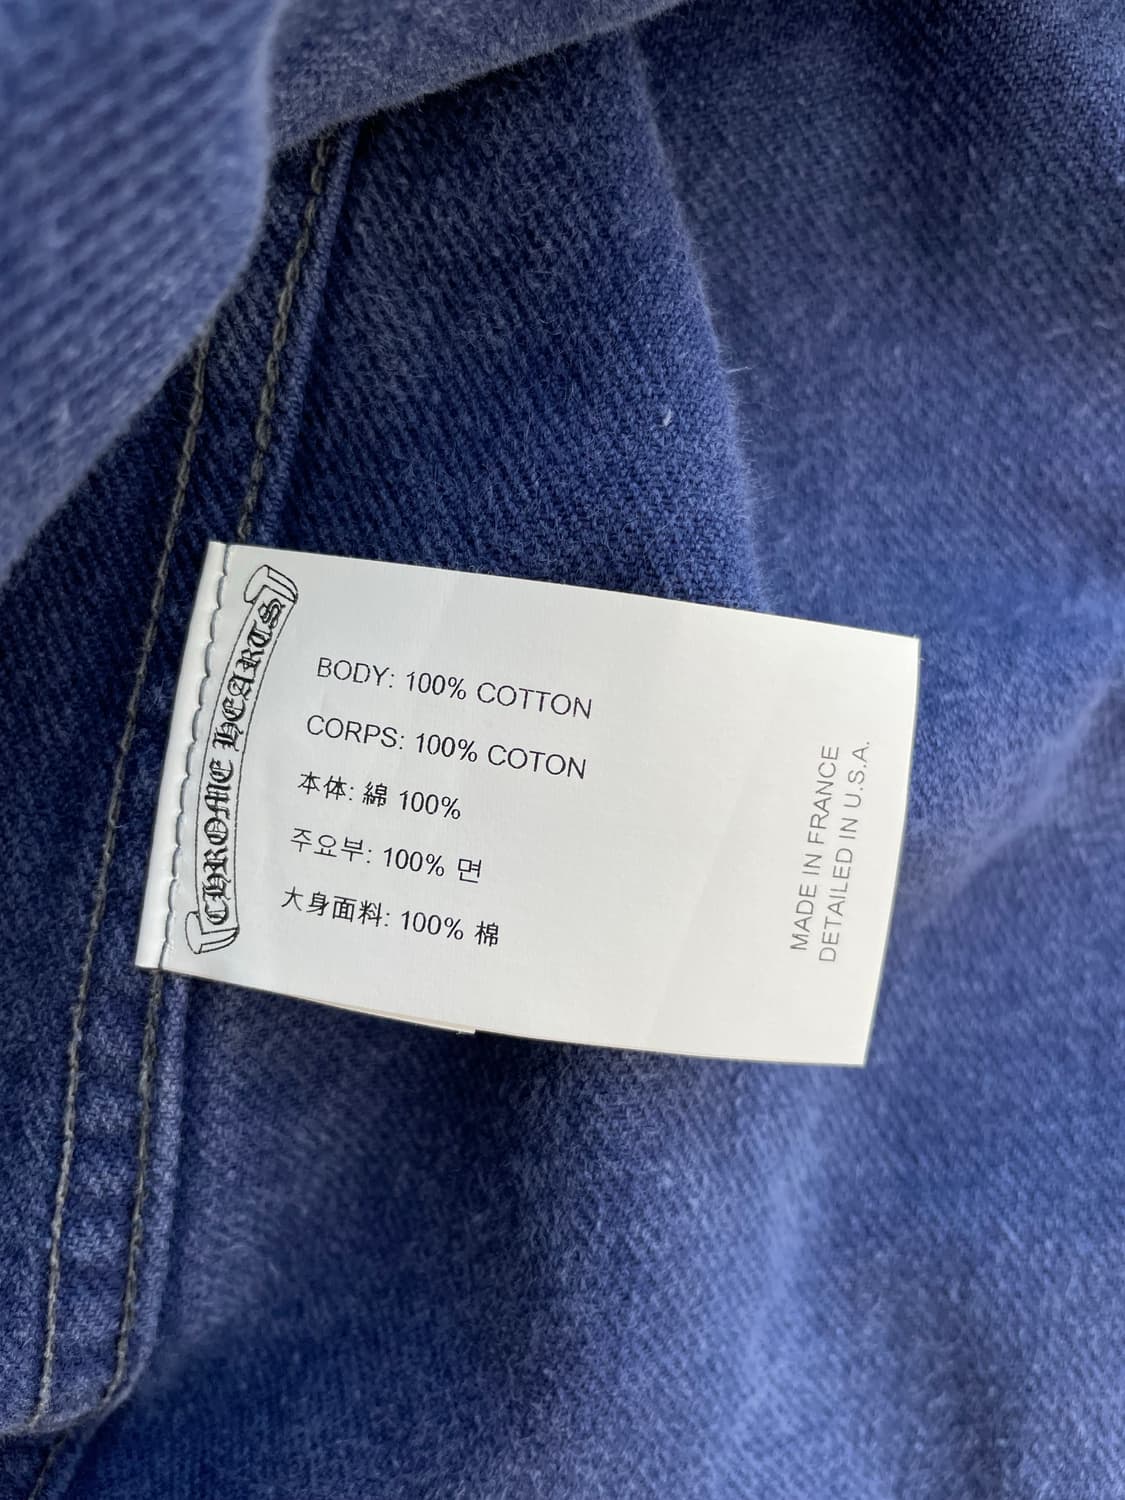 CHROME HEARTS
BODY: 100% COTTON
CORPS: 100% COTON
本体: 綿 100%
주요부: 100% 면
大身面料: 100% 棉
MADE IN FRANCE
DETAILED IN U.S.A.